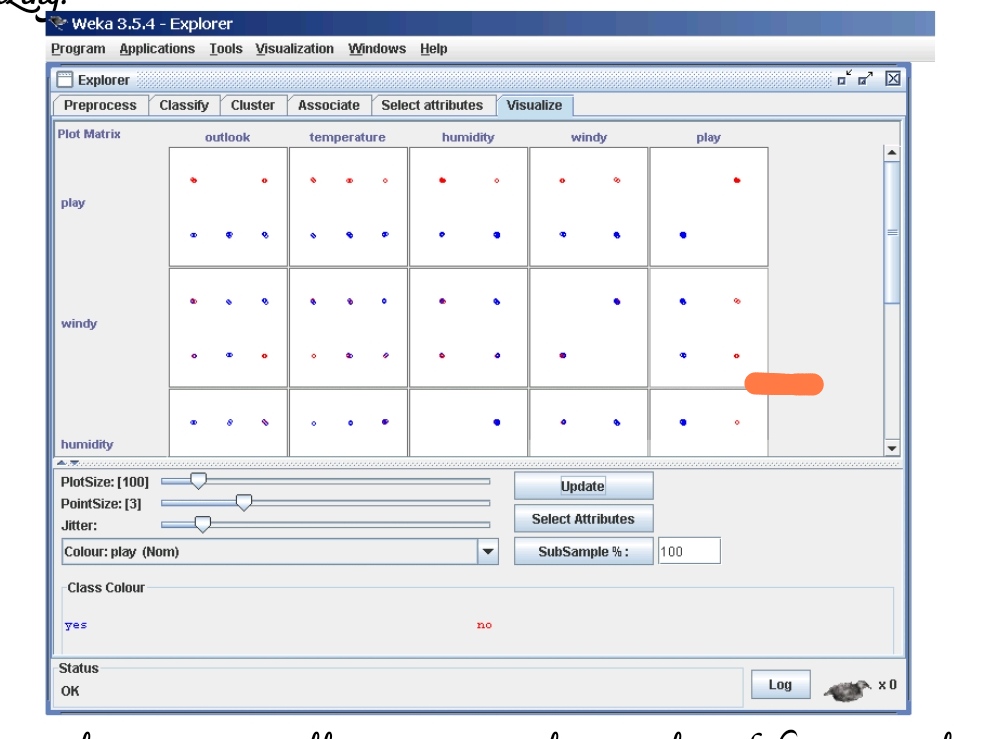 Weka 3.5.4 - Explorer
Program Applications Tools Visualization Windows Help
Explorer
Preprocess Classify Cluster Associate Select attributes Visualize
Plot Matrix outlook temperature humidity windy play
play
windy
humidity
PlotSize: [100]
Update
PointSize: [3]
Select Attributes
Jitter:
Colour: play (Nom)
SubSample % :
100
Class Colour
yes no
Status
OK
Log
x 0